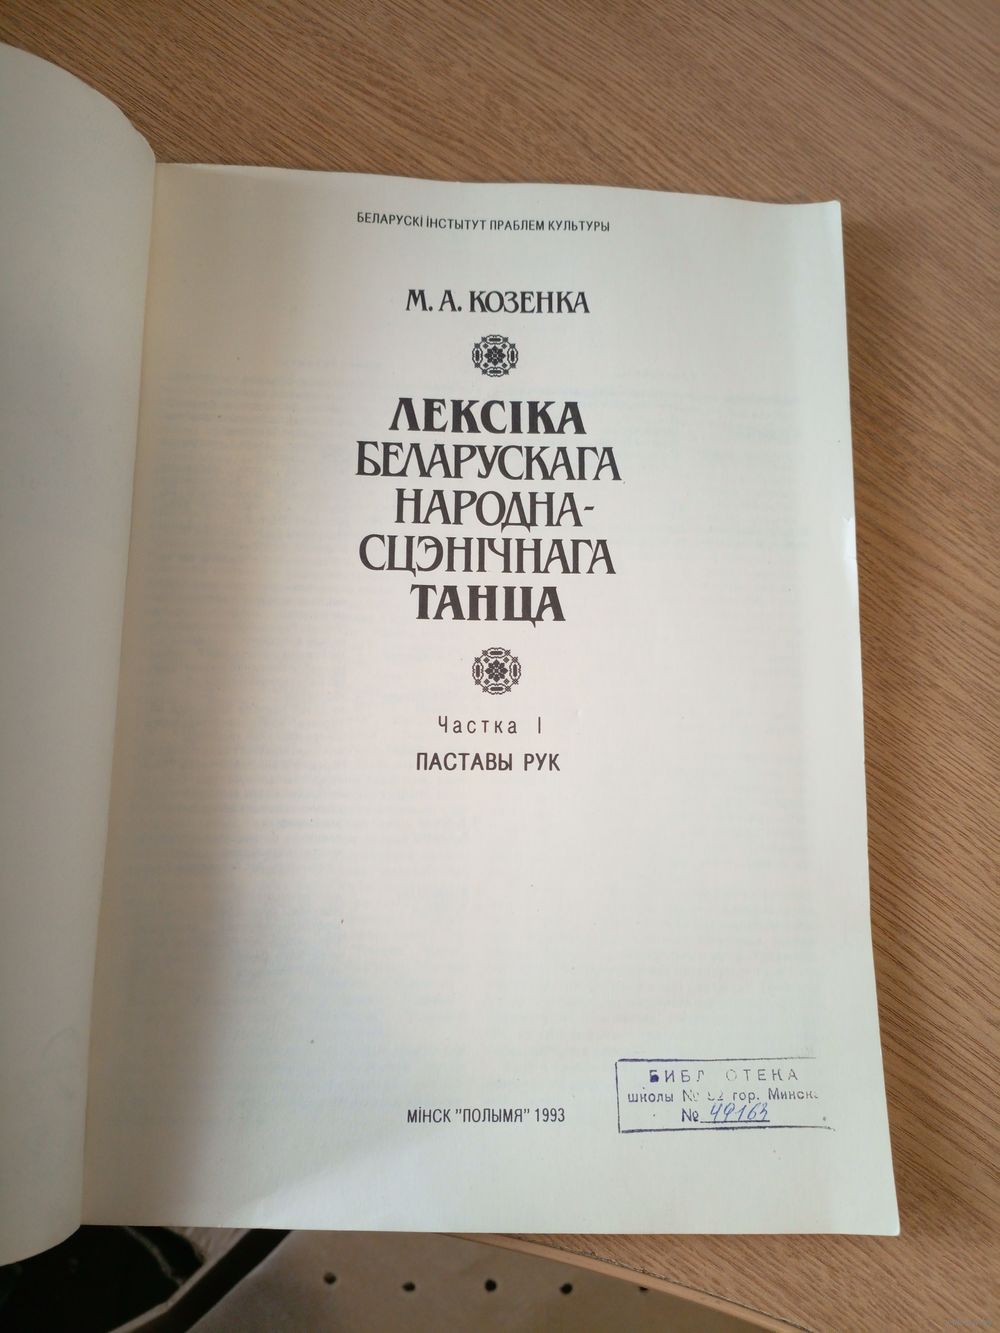 БЕЛАРУСКІ ІНСТЫТУТ ПРАБЛЕМ КУЛЬТУРЫ
М. А. КОЗЕНКА
ЛЕКСІКА
БЕЛАРУСКАГА
НАРОДНА-
СЦЭНІЧНАГА
ТАНЦА
Частка I
ПАСТАВЫ РУК
МІНСК "ПОЛЫМЯ" 1993
школы № гор.
№ 49163